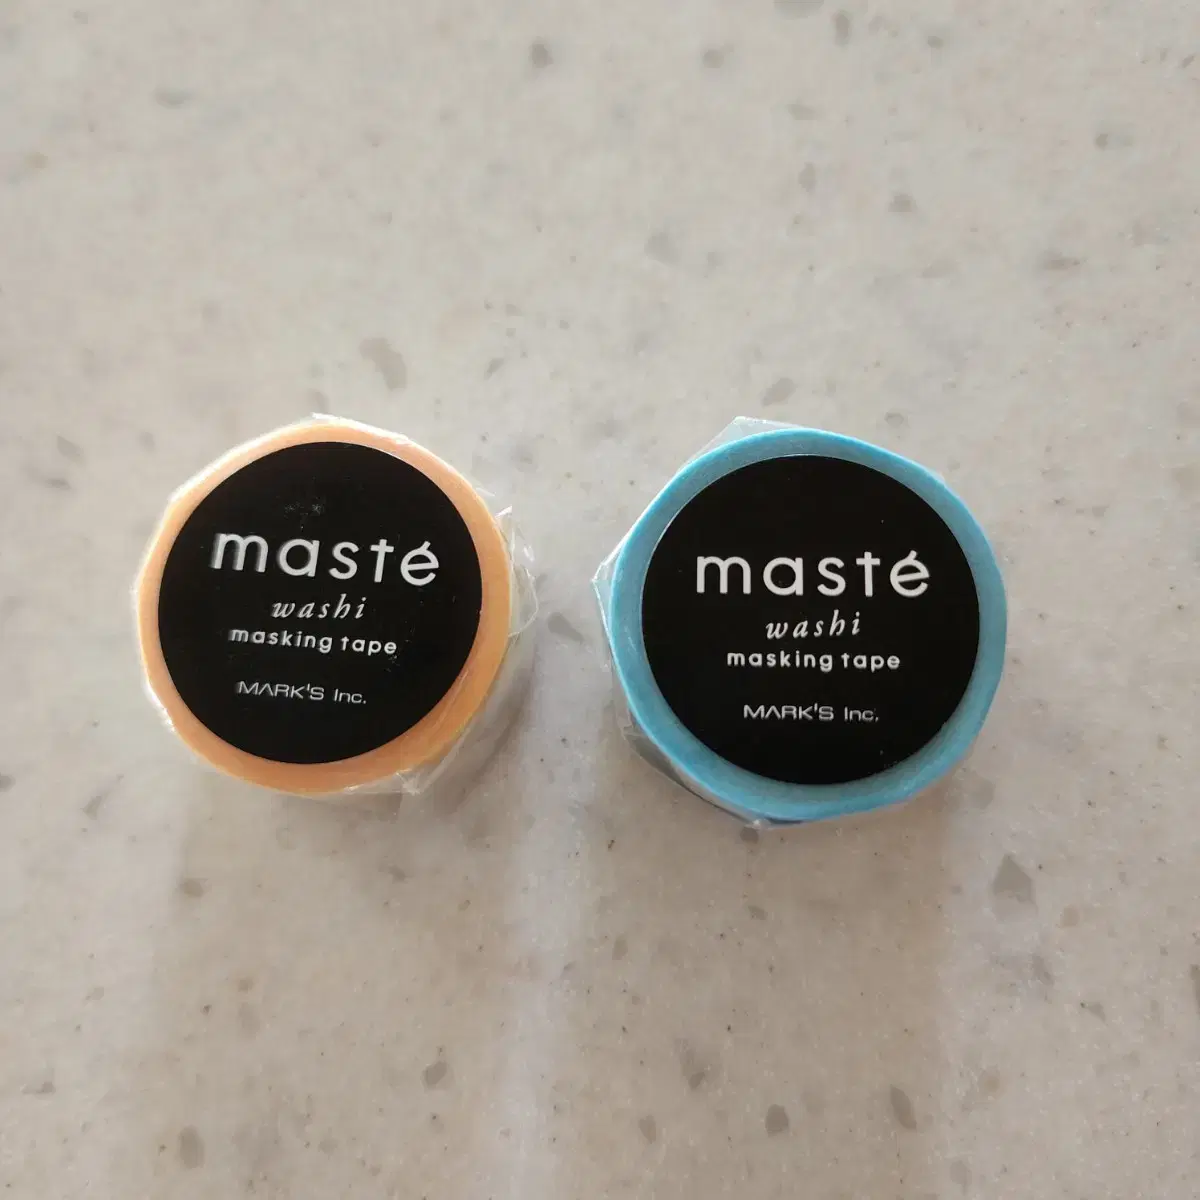 masté
washi
masking tape
MARK'S Inc.
masté
washi
masking tape
MARK'S Inc.